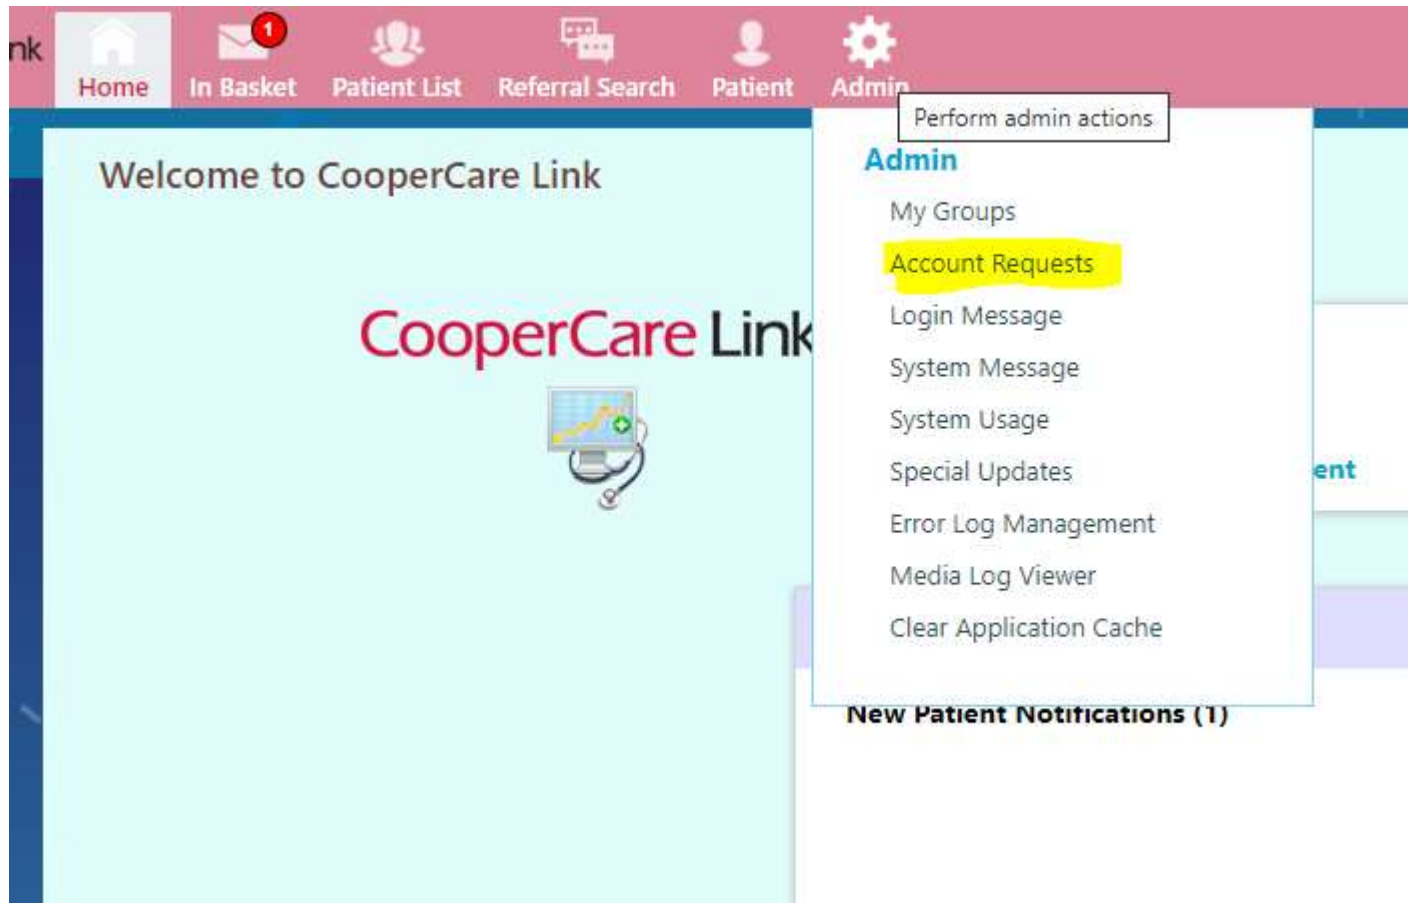 nk
Home In Basket 1 Patient List Referral Search Patient Admin
Perform admin actions
Welcome to CooperCare Link
Admin
My Groups
Account Requests
CooperCare Link
Login Message
System Message
System Usage
Special Updates
ent
Error Log Management
Media Log Viewer
Clear Application Cache
New Patient Notifications (1)